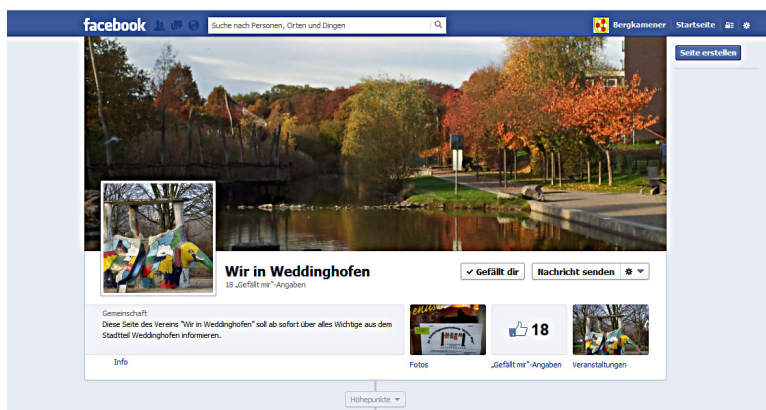 facebook
Suche nach Personen, Orten und Dingen
Bergkamener
Startseite
Seite erstellen
Wir in Weddinghofen
18 „Gefällt mir“-Angaben
Gefällt dir
Nachricht senden
Gemeinschaft
Diese Seite des Vereins "Wir in Weddinghofen" soll ab sofort über alles Wichtige aus dem
Stadtteil Weddinghofen informieren.
18
Info
Fotos
„Gefällt mir“-Angaben
Veranstaltungen
Höhepunkte